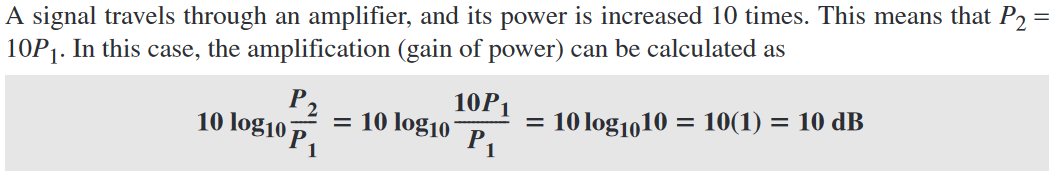 A signal travels through an amplifier, and its power is increased 10 times. This means that P₂ =
10P₁. In this case, the amplification (gain of power) can be calculated as
10 log₁₀ P₂/P₁ = 10 log₁₀ 10P₁/P₁ = 10 log₁₀10 = 10(1) = 10 dB